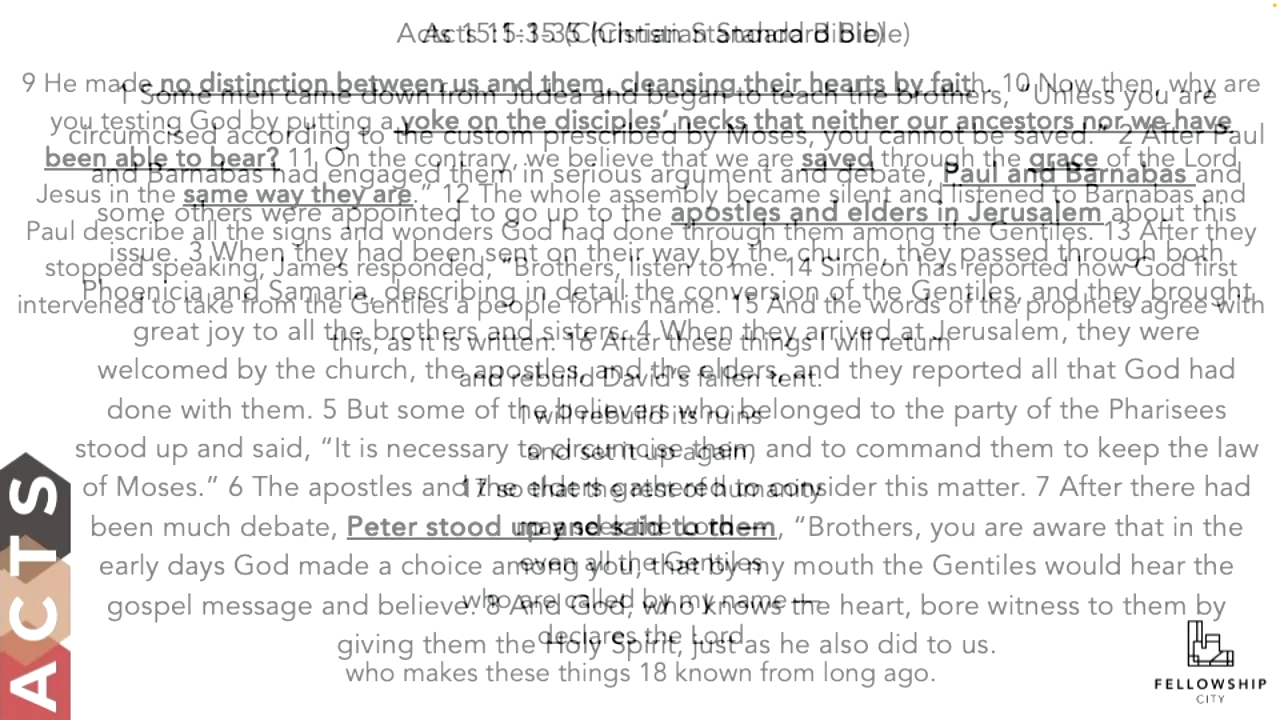 Acts 15:1-35 (Christian Standard Bible)
1 Some men came down from Judea and began to teach the brothers, “Unless you are
circumcised according to the custom prescribed by Moses, you cannot be saved.” 2 After Paul
and Barnabas had engaged them in serious argument and debate, Paul and Barnabas and
some others were appointed to go up to the apostles and elders in Jerusalem about this
issue. 3 When they had been sent on their way by the church, they passed through both
Phoenicia and Samaria, describing in detail the conversion of the Gentiles, and they brought
great joy to all the brothers and sisters. 4 When they arrived at Jerusalem, they were
welcomed by the church, the apostles, and the elders, and they reported all that God had
done with them. 5 But some of the believers who belonged to the party of the Pharisees
stood up and said, “It is necessary to circumcise them and to command them to keep the law
of Moses.” 6 The apostles and the elders gathered to consider this matter. 7 After there had
been much debate, Peter stood up and said to them, “Brothers, you are aware that in the
early days God made a choice among you, that by my mouth the Gentiles would hear the
gospel message and believe. 8 And God, who knows the heart, bore witness to them by
giving them the Holy Spirit, just as he also did to us.
Acts 15:1-35 (Christian Standard Bible)
9 He made no distinction between us and them, cleansing their hearts by faith. 10 Now then, why are
you testing God by putting a yoke on the disciples’ necks that neither our ancestors nor we have
been able to bear? 11 On the contrary, we believe that we are saved through the grace of the Lord
Jesus in the same way they are.” 12 The whole assembly became silent and listened to Barnabas and
Paul describe all the signs and wonders God had done through them among the Gentiles. 13 After they
stopped speaking, James responded, “Brothers, listen to me. 14 Simeon has reported how God first
intervened to take from the Gentiles a people for his name. 15 And the words of the prophets agree with
this, as it is written: 16 After these things I will return
and rebuild David’s fallen tent.
I will rebuild its ruins
and set it up again,
17 so that the rest of humanity
may seek the Lord—
even all the Gentiles
who are called by my name—
declares the Lord
who makes these things 18 known from long ago.
ACTS
FELLOWSHIP
CITY